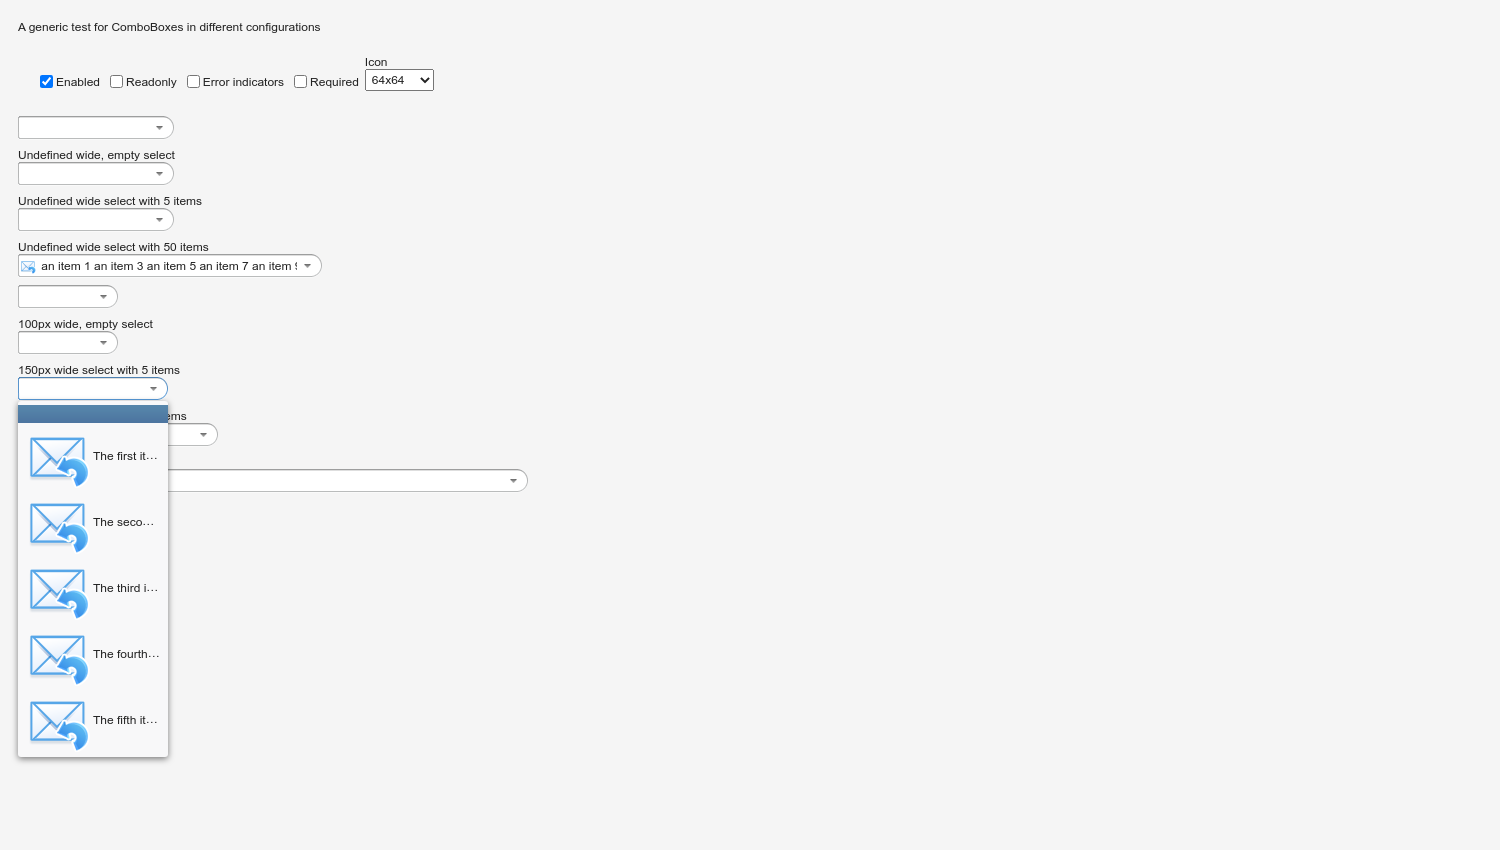 A generic test for ComboBoxes in different configurations
Icon
Enabled Readonly Error indicators Required 64x64
Undefined wide, empty select
Undefined wide select with 5 items
Undefined wide select with 50 items
an item 1 an item 3 an item 5 an item 7 an item
100px wide, empty select
150px wide select with 5 items
ems
The first it...
The seco...
The third i...
The fourth...
The fifth it...